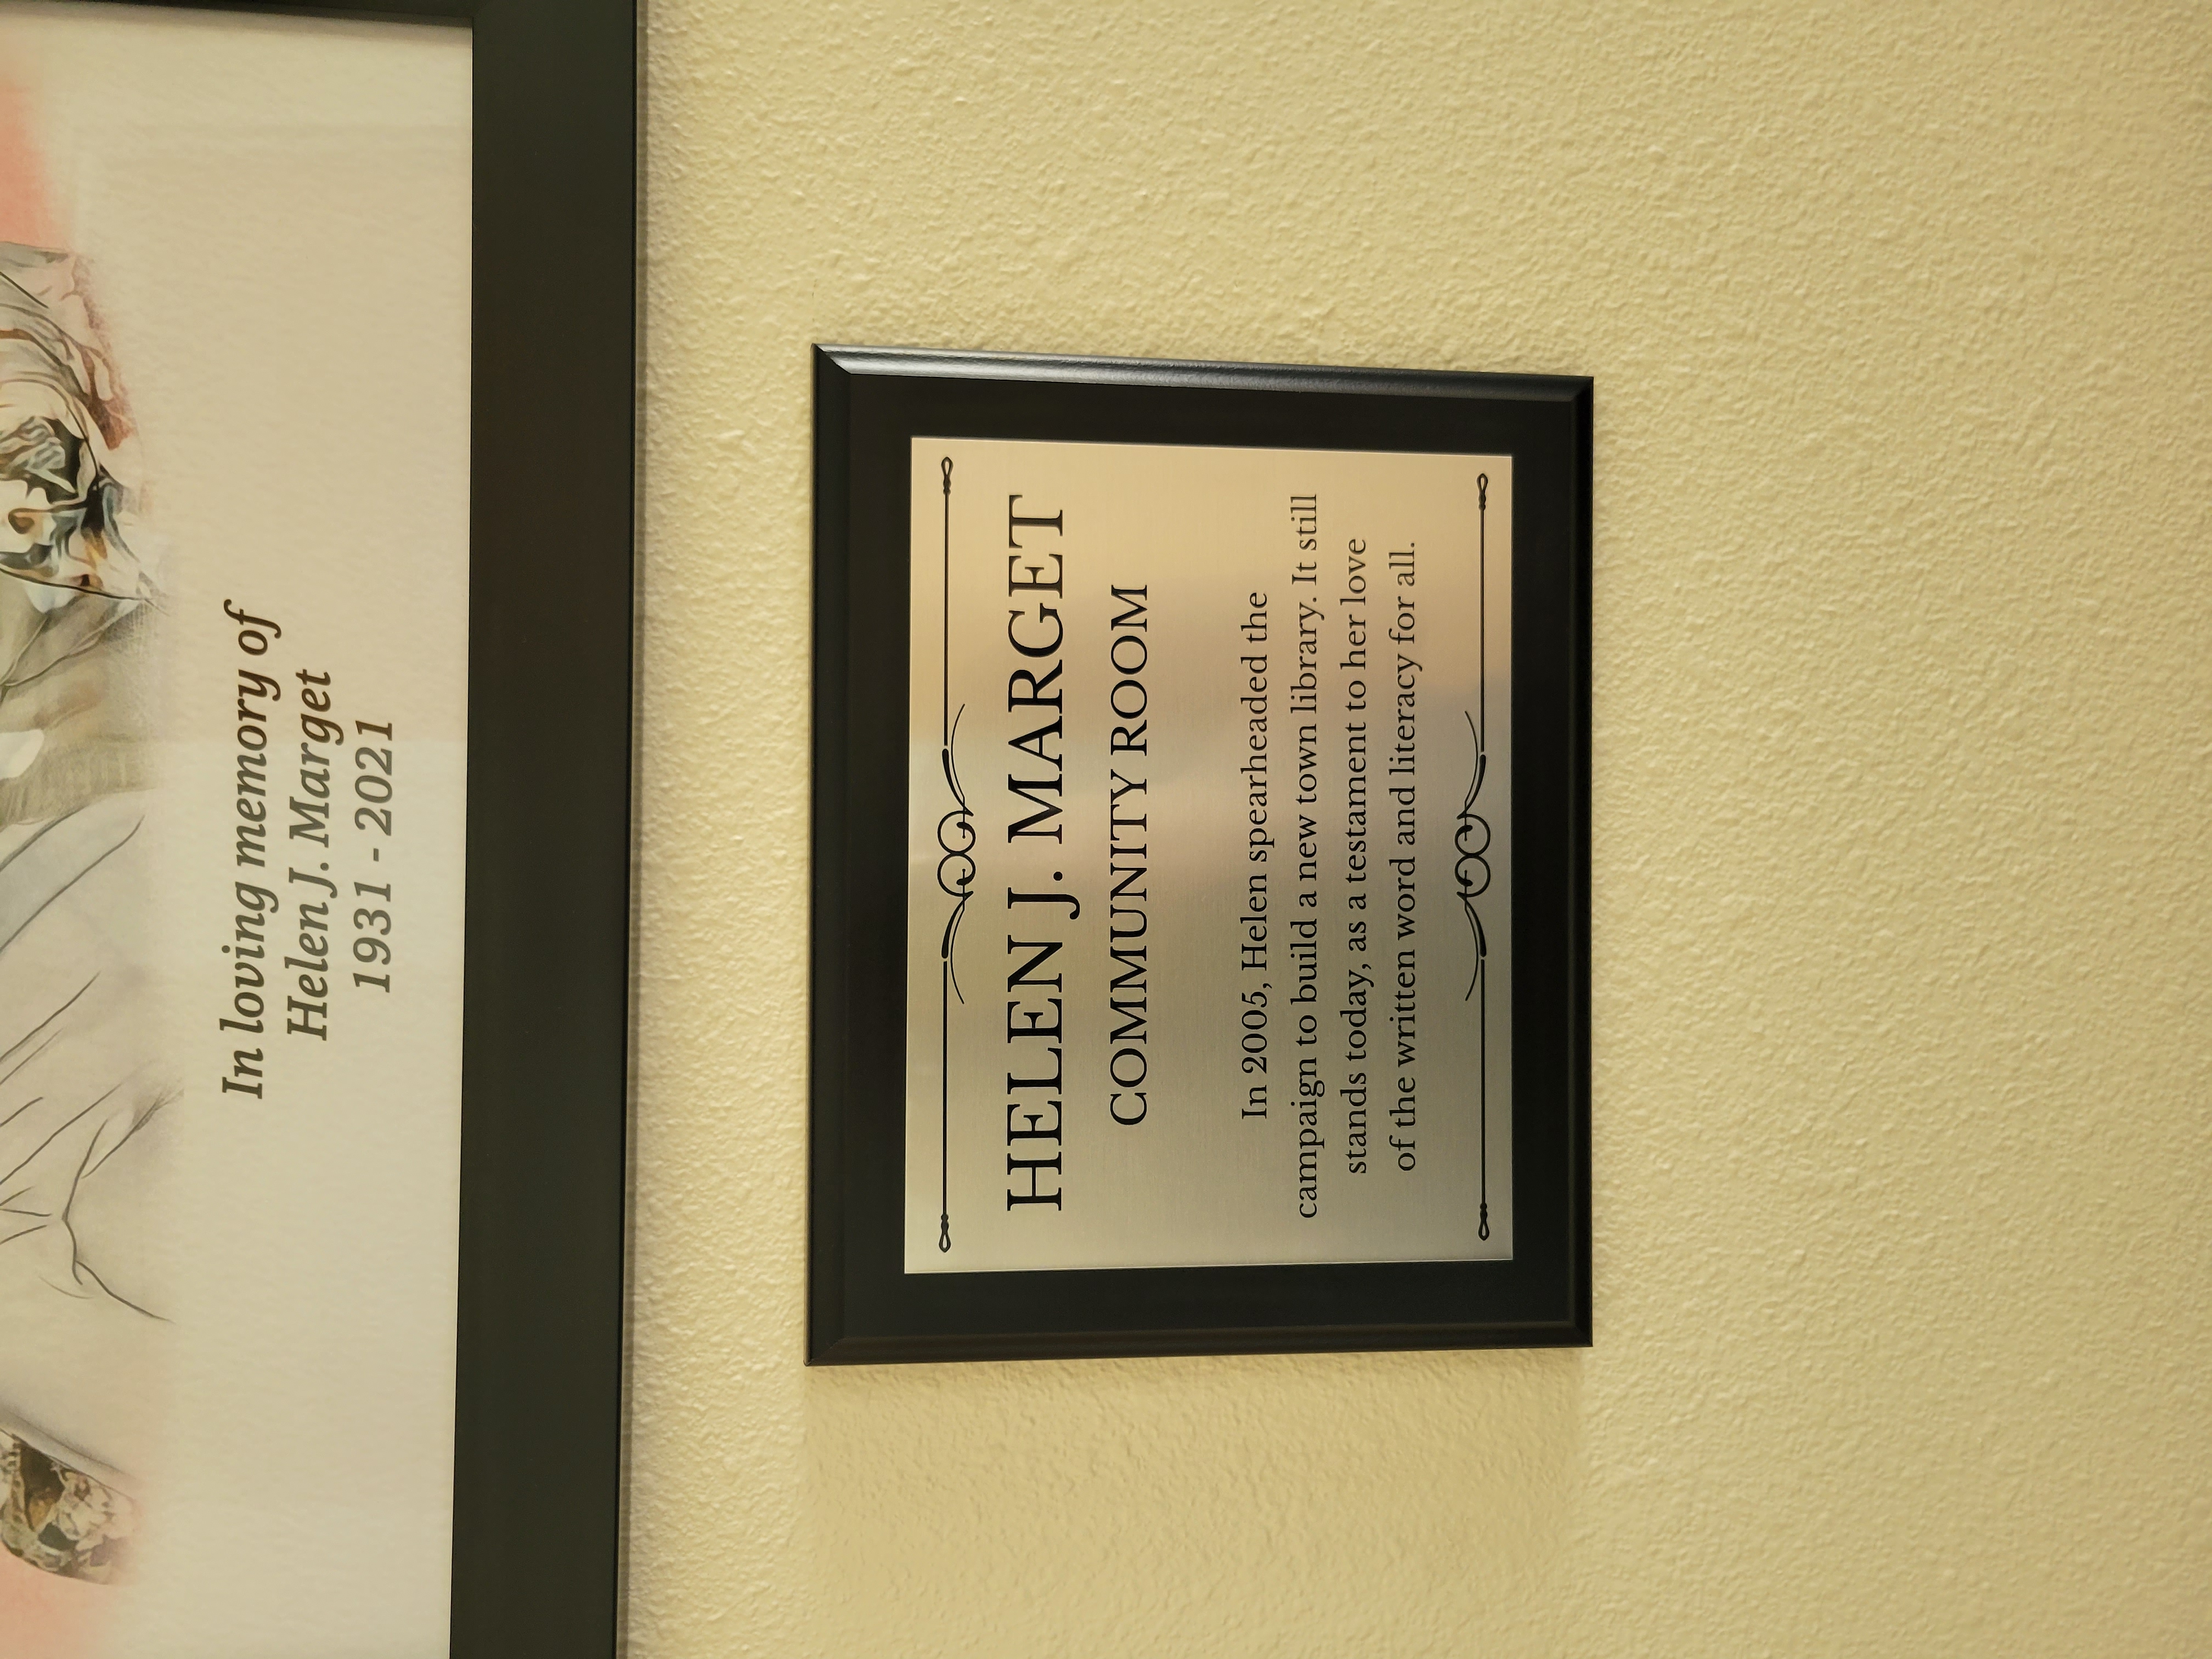 In loving memory of
Helen J. Marget
1931 - 2021
HELEN J. MARGET
COMMUNITY ROOM
In 2005, Helen spearheaded the
campaign to build a new town library. It still
stands today, as a testament to her love
of the written word and literacy for all.